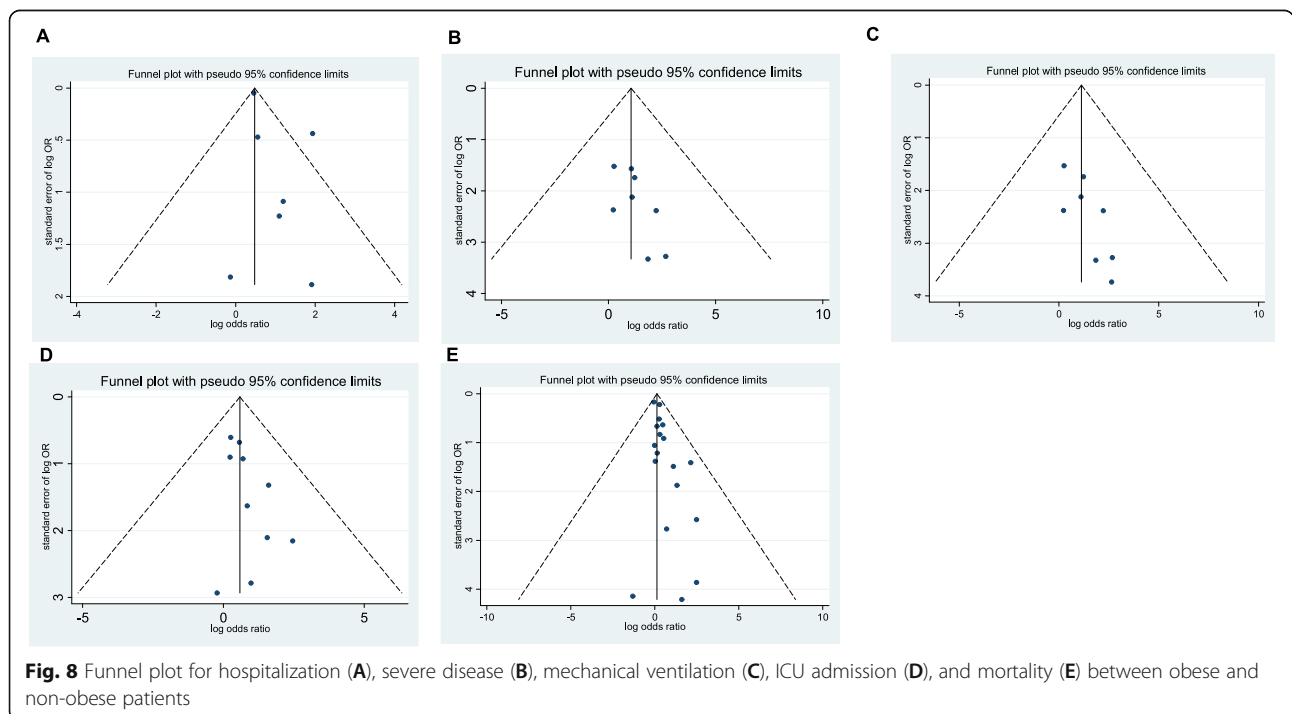 A
Funnel plot with pseudo 95% confidence limits
standard error of log OR
0
.5
1
1.5
2
-4
-2
0
2
4
log odds ratio
B
Funnel plot with pseudo 95% confidence limits
standard error of log OR
0
1
2
3
4
-5
0
5
10
log odds ratio
C
Funnel plot with pseudo 95% confidence limits
standard error of log OR
0
1
2
3
4
-5
0
5
10
log odds ratio
D
Funnel plot with pseudo 95% confidence limits
standard error of log OR
0
1
2
3
-5
0
5
log odds ratio
E
Funnel plot with pseudo 95% confidence limits
standard error of log OR
0
1
2
3
4
-10
-5
0
5
10
log odds ratio
Fig. 8 Funnel plot for hospitalization (A), severe disease (B), mechanical ventilation (C), ICU admission (D), and mortality (E) between obese and
non-obese patients